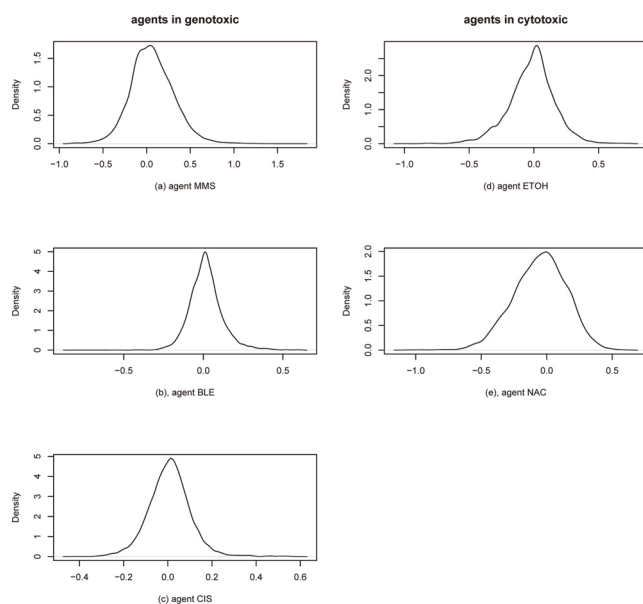 agents in genotoxic
agents in cytotoxic
Density
0.0 0.5 1.0 1.5
−1.0 −0.5 0.0 0.5 1.0 1.5
(a) agent MMS
Density
0.0 1.0 2.0
−1.0 −0.5 0.0 0.5
(d) agent ETOH
Density
0 1 2 3 4 5
−0.5 0.0 0.5
(b), agent BLE
Density
0.0 0.5 1.0 1.5 2.0
−1.0 −0.5 0.0 0.5
(e), agent NAC
Density
0 1 2 3 4 5
−0.4 −0.2 0.0 0.2 0.4 0.6
(c) agent CIS